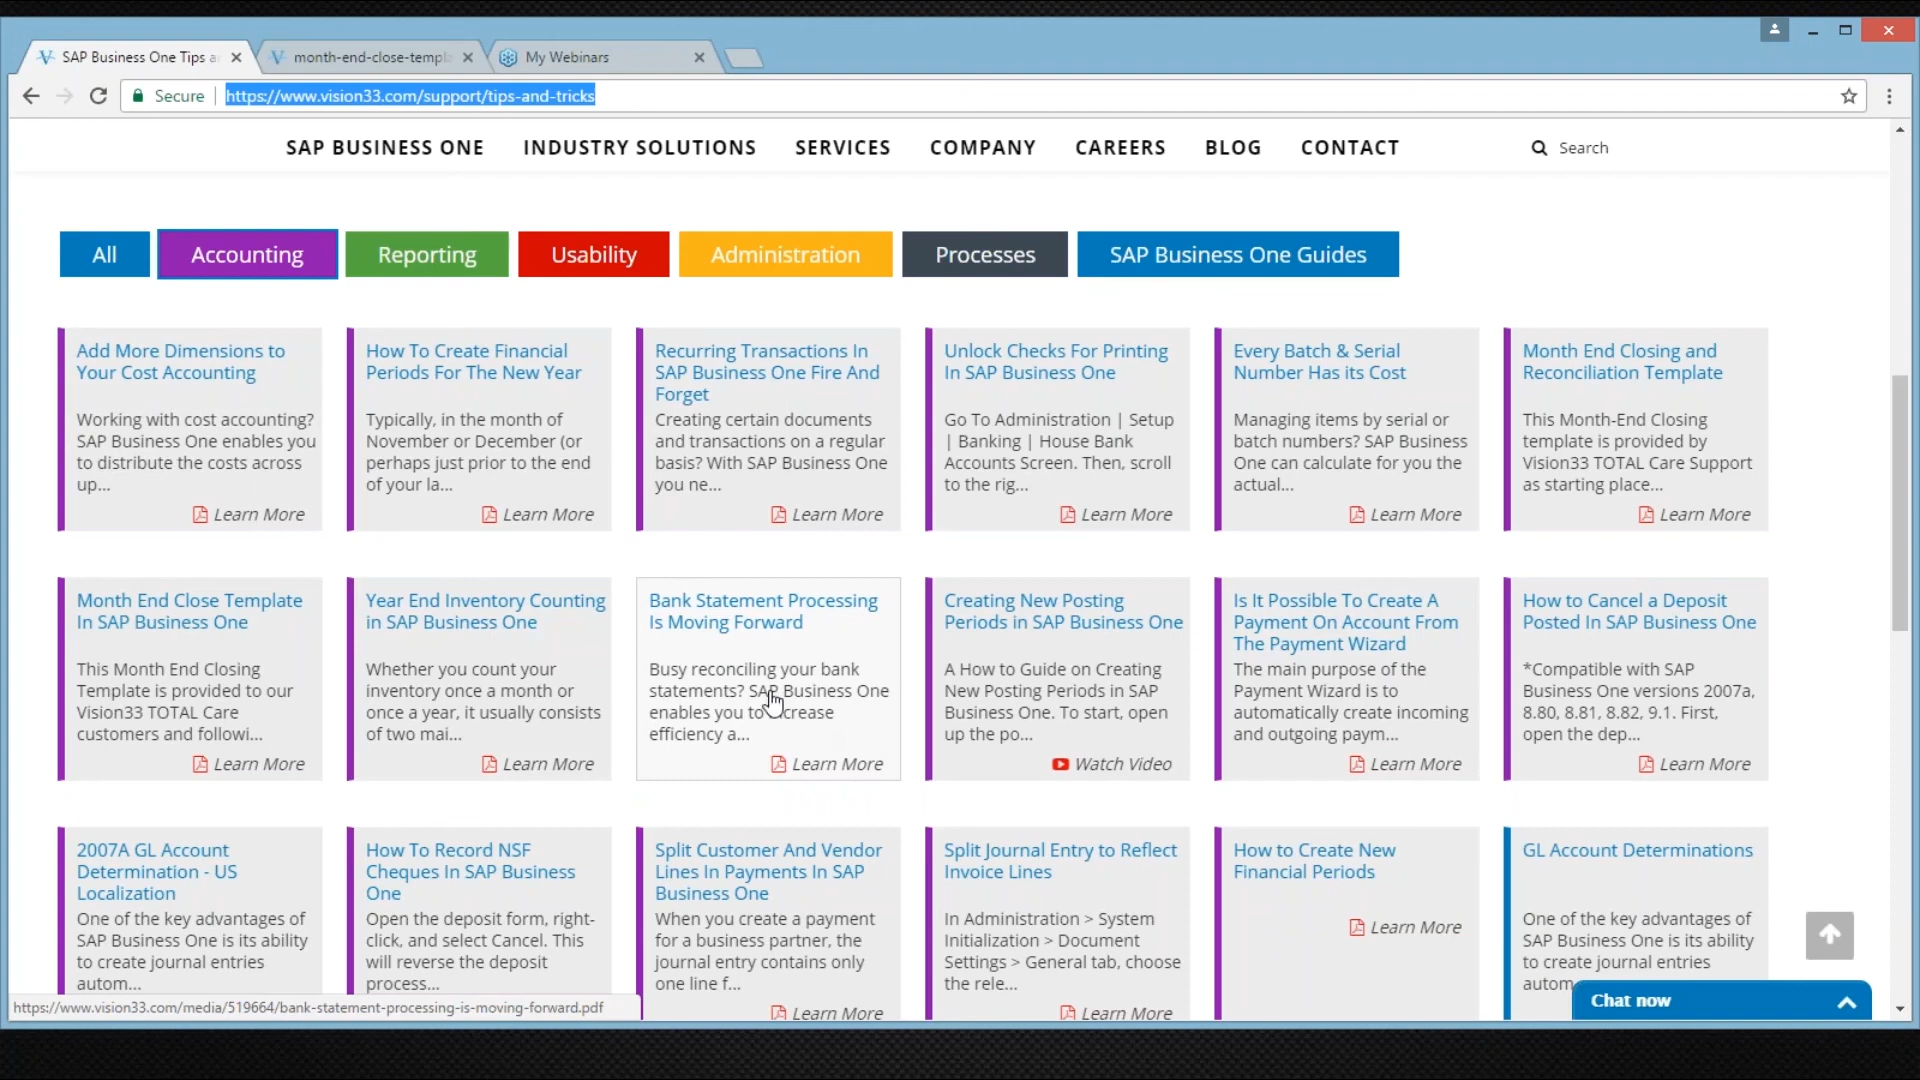 SAP Business One Tips a
month-end-close-templ
My Webinars
Secure
https://www.vision33.com/support/tips-and-tricks
SAP BUSINESS ONE
INDUSTRY SOLUTIONS
SERVICES
COMPANY
CAREERS
BLOG
CONTACT
Search
All
Accounting
Reporting
Usability
Administration
Processes
SAP Business One Guides
Add More Dimensions to
Your Cost Accounting
Working with cost accounting?
SAP Business One enables you
to distribute the costs across
up...
Learn More
How To Create Financial
Periods For The New Year
Typically, in the month of
November or December (or
perhaps just prior to the end
of your la...
Learn More
Recurring Transactions In
SAP Business One Fire And
Forget
Creating certain documents
and transactions on a regular
basis? With SAP Business One
you ne...
Learn More
Unlock Checks For Printing
In SAP Business One
Go To Administration | Setup
| Banking | House Bank
Accounts Screen. Then, scroll
to the rig...
Learn More
Every Batch & Serial
Number Has its Cost
Managing items by serial or
batch numbers? SAP Business
One can calculate for you the
actual...
Learn More
Month End Closing and
Reconciliation Template
This Month-End Closing
template is provided by
Vision33 TOTAL Care Support
as starting place...
Learn More
Month End Close Template
In SAP Business One
This Month End Closing
Template is provided to our
Vision33 TOTAL Care
customers and followi...
Learn More
Year End Inventory Counting
in SAP Business One
Whether you count your
inventory once a month or
once a year, it usually consists
of two mai...
Learn More
Bank Statement Processing
Is Moving Forward
Busy reconciling your bank
statements? SAP Business One
enables you to increase
efficiency a...
Learn More
Creating New Posting
Periods in SAP Business One
A How to Guide on Creating
New Posting Periods in SAP
Business One. To start, open
up the po...
Watch Video
Is It Possible To Create A
Payment On Account From
The Payment Wizard
The main purpose of the
Payment Wizard is to
automatically create incoming
and outgoing paym...
Learn More
How to Cancel a Deposit
Posted In SAP Business One
*Compatible with SAP
Business One versions 2007a,
8.80, 8.81, 8.82, 9.1. First,
open the dep...
Learn More
2007A GL Account
Determination - US
Localization
One of the key advantages of
SAP Business One is its ability
to create journal entries
autom...
How To Record NSF
Cheques In SAP Business
One
Open the deposit form, right-
click, and select Cancel. This
will reverse the deposit
process...
Split Customer And Vendor
Lines In Payments In SAP
Business One
When you create a payment
for a business partner, the
journal entry contains only
one line f...
Learn More
Split Journal Entry to Reflect
Invoice Lines
In Administration > System
Initialization > Document
Settings > General tab, choose
the rele...
Learn More
How to Create New
Financial Periods
Learn More
GL Account Determinations
One of the key advantages of
SAP Business One is its ability
to create journal entries
autom
Chat now
https://www.vision33.com/media/519664/bank-statement-processing-is-moving-forward.pdf